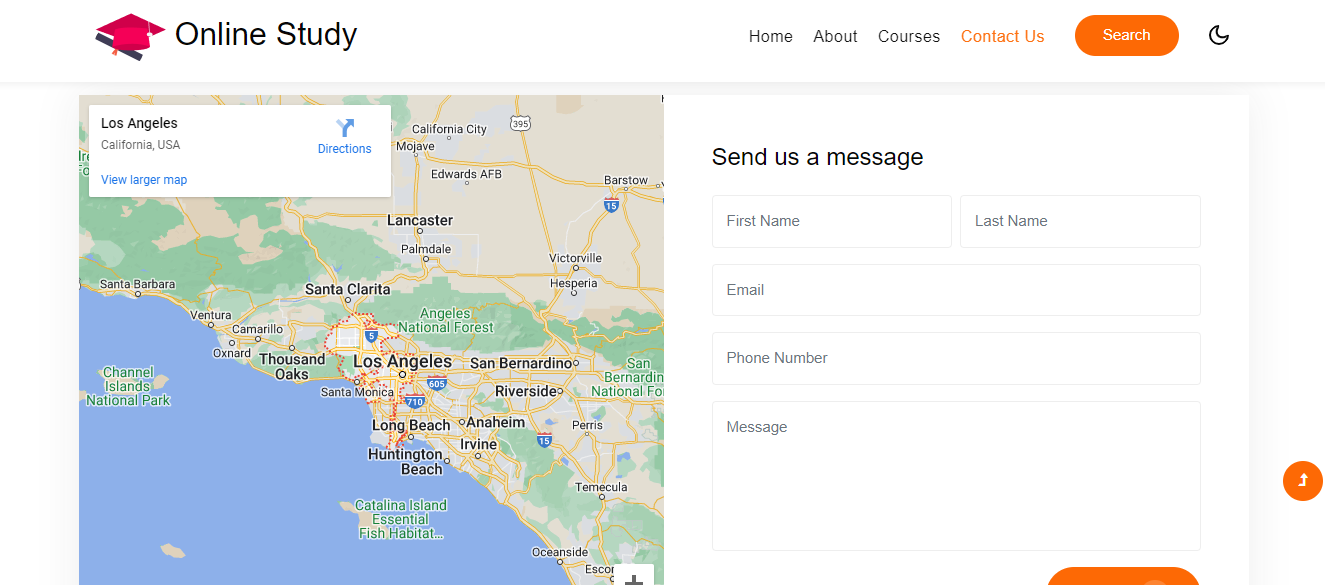 Online Study
Home About Courses Contact Us Search
Los Angeles
California, USA
Directions
View larger map
California City
395
Mojave
Edwards AFB
Barstow
15
Lancaster
Palmdale
Victorville
Hesperia
Santa Barbara
Santa Clarita
Ventura
Angeles
National Forest
Camarillo
5
Oxnard
Thousand
Oaks
Los Angeles
San Bernardino
San
Bernardin
National Fo
Channel
Islands
National Park
605
Santa Monica
Riverside
710
Long Beach
Anaheim
Perris
Irvine
15
Huntington
Beach
Temecula
Catalina Island
Essential
Fish Habitat...
Oceanside
Escon
Send us a message
First Name
Last Name
Email
Phone Number
Message